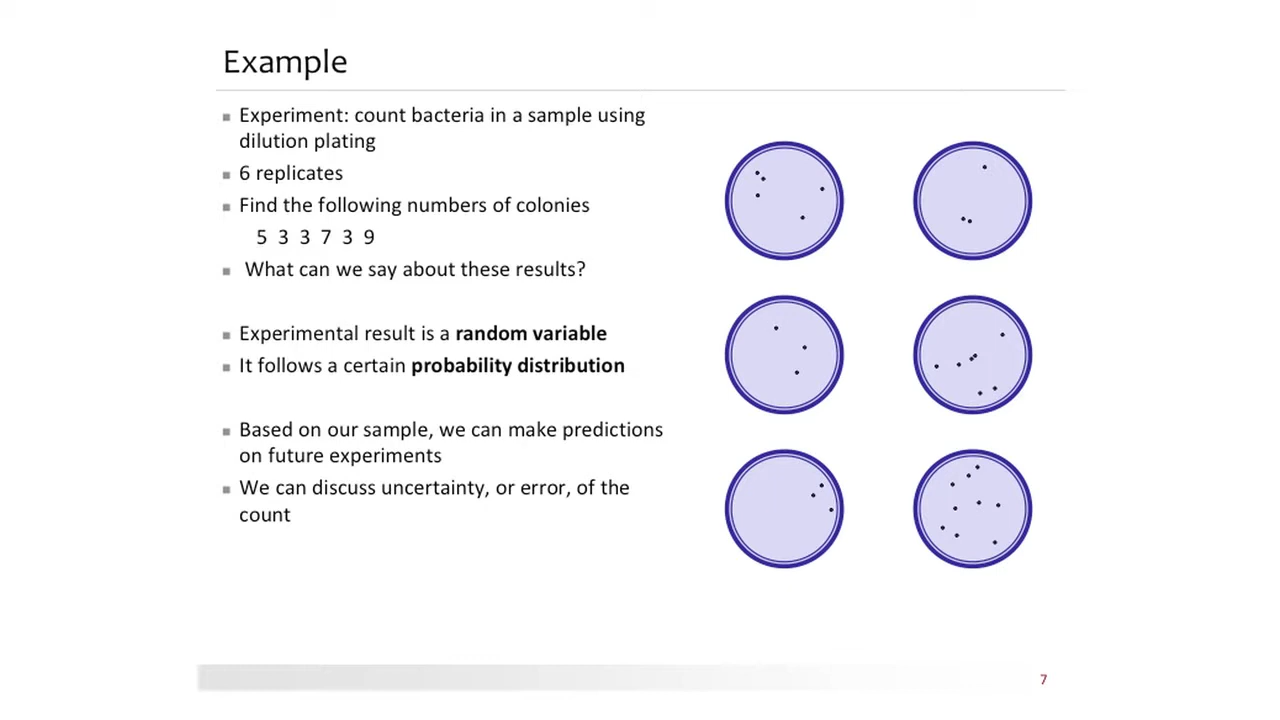 Example
Experiment: count bacteria in a sample using
dilution plating
6 replicates
Find the following numbers of colonies
5 3 3 7 3 9
What can we say about these results?
Experimental result is a random variable
It follows a certain probability distribution
Based on our sample, we can make predictions
on future experiments
We can discuss uncertainty, or error, of the
count
7